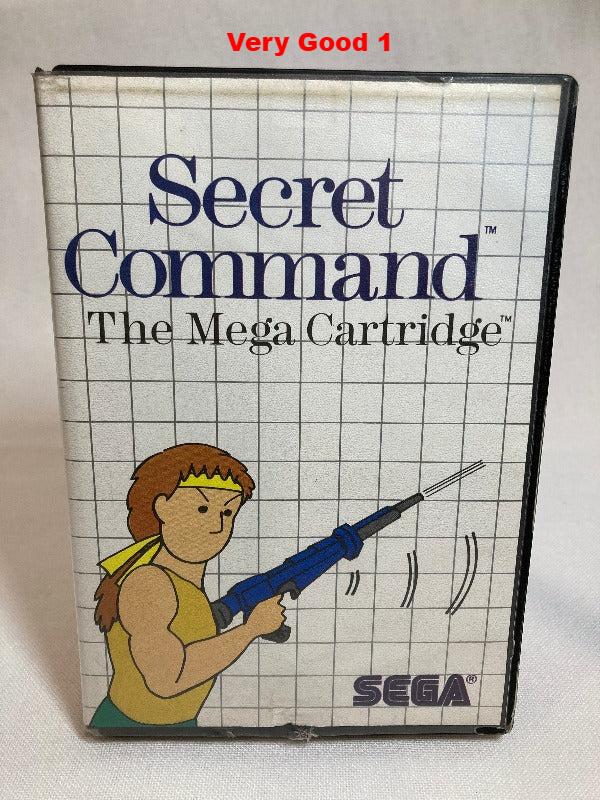 Very Good 1
Secret
Command™
The Mega Cartridge™
SEGA®